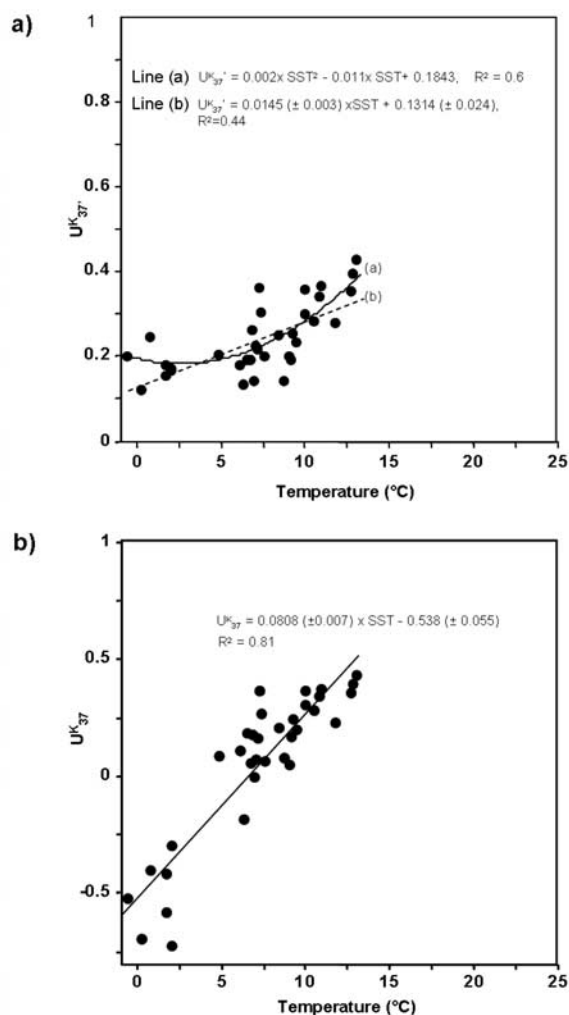 a)
1
Line (a) Uᴷ₃₇' = 0.002x SST² - 0.011x SST+ 0.1843, R² = 0.6
Line (b) Uᴷ₃₇' = 0.0145 (± 0.003) xSST + 0.1314 (± 0.024),
R²=0.44
0.8
0.6
Uᴷ₃₇'
0.4
(a)
(b)
0.2
0
0 5 10 15 20 25
Temperature (°C)
b)
1
Uᴷ₃₇ = 0.0808 (±0.007) x SST - 0.538 (± 0.055)
R² = 0.81
0.5
Uᴷ₃₇
0
-0.5
0 5 10 15 20 25
Temperature (°C)